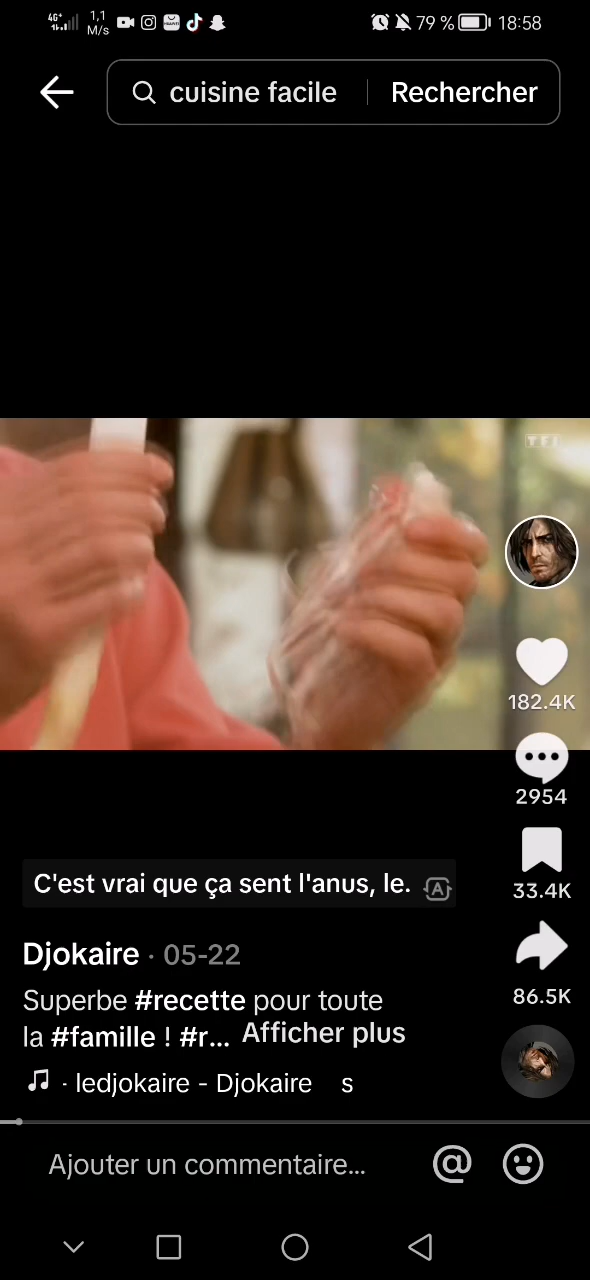 4G+
1,1
M/s
79 %
18:58
cuisine facile
Rechercher
TF1
182.4K
2954
C'est vrai que ça sent l'anus, le.
A
33.4K
Djokaire · 05-22
86.5K
Superbe #recette pour toute
la #famille ! #r... Afficher plus
· ledjokaire - Djokaire s
Ajouter un commentaire...
@